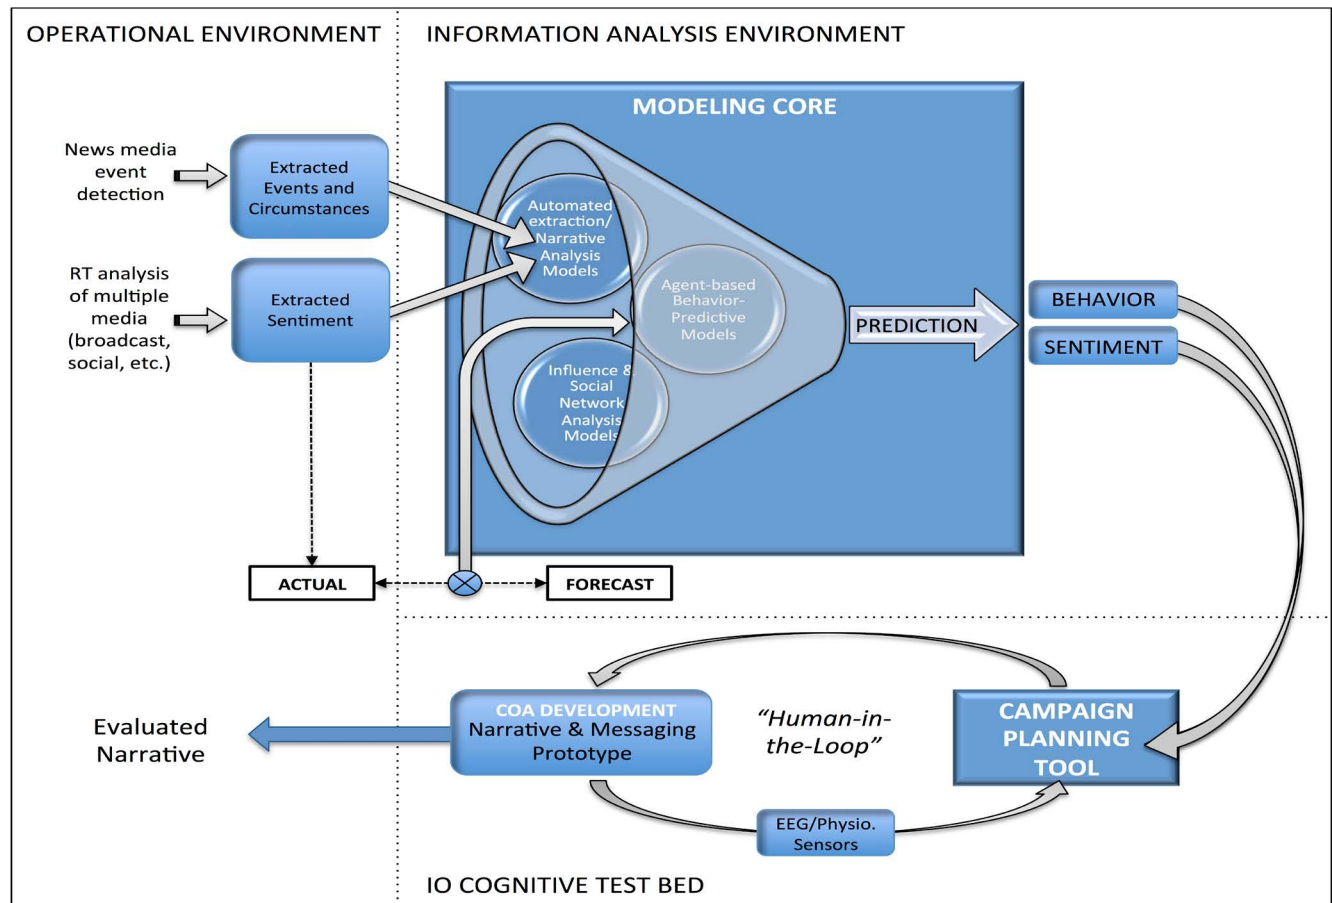 OPERATIONAL ENVIRONMENT
INFORMATION ANALYSIS ENVIRONMENT
MODELING CORE
News media
event
detection
Extracted
Events and
Circumstances
RT analysis
of multiple
media
(broadcast,
social, etc.)
Extracted
Sentiment
Automated
extraction/
Narrative
Analysis
Models
Agent-based
Behavior-
Predictive
Models
Influence &
Social
Network
Analysis
Models
PREDICTION
BEHAVIOR
SENTIMENT
ACTUAL
FORECAST
Evaluated
Narrative
COA DEVELOPMENT
Narrative & Messaging
Prototype
“Human-in-
the-Loop”
CAMPAIGN
PLANNING
TOOL
EEG/Physio.
Sensors
IO COGNITIVE TEST BED